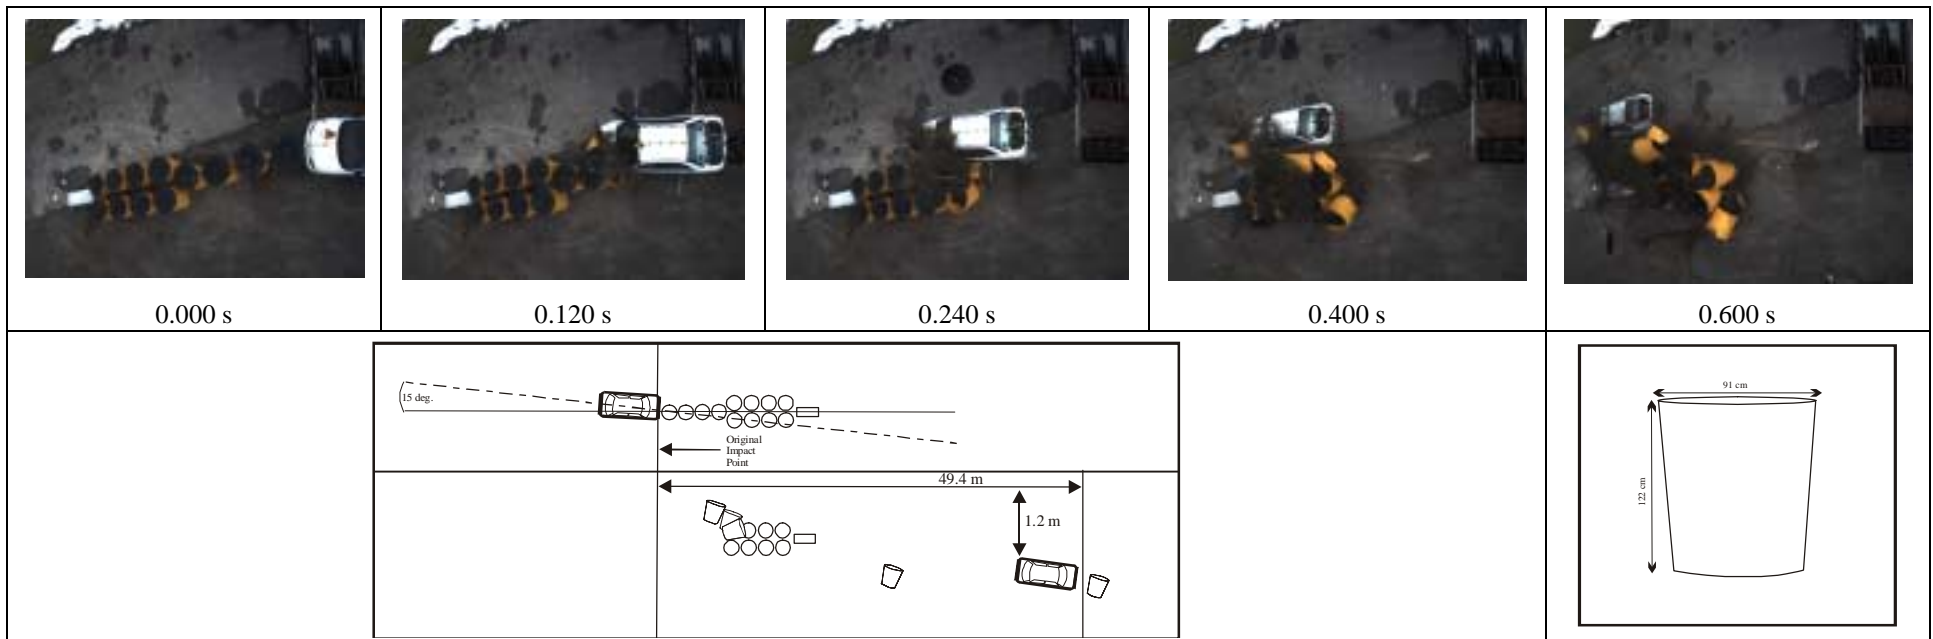 0.000 s
0.120 s
0.240 s
0.400 s
0.600 s
15 deg.
Original
Impact
Point
49.4 m
1.2 m
91 cm
122 cm